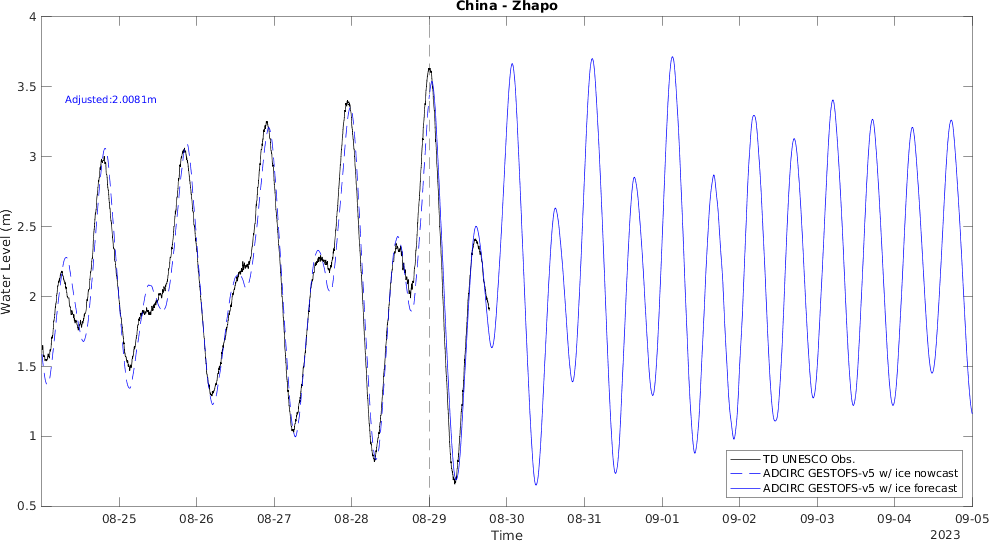 China - Zhapo
4
3.5
3
2.5
2
1.5
1
0.5
Water Level (m)
Adjusted:2.0081m
TD UNESCO Obs.
ADCIRC GESTOFS-v5 w/ ice nowcast
ADCIRC GESTOFS-v5 w/ ice forecast
08-25 08-26 08-27 08-28 08-29 08-30 08-31 09-01 09-02 09-03 09-04 09-05
Time
2023